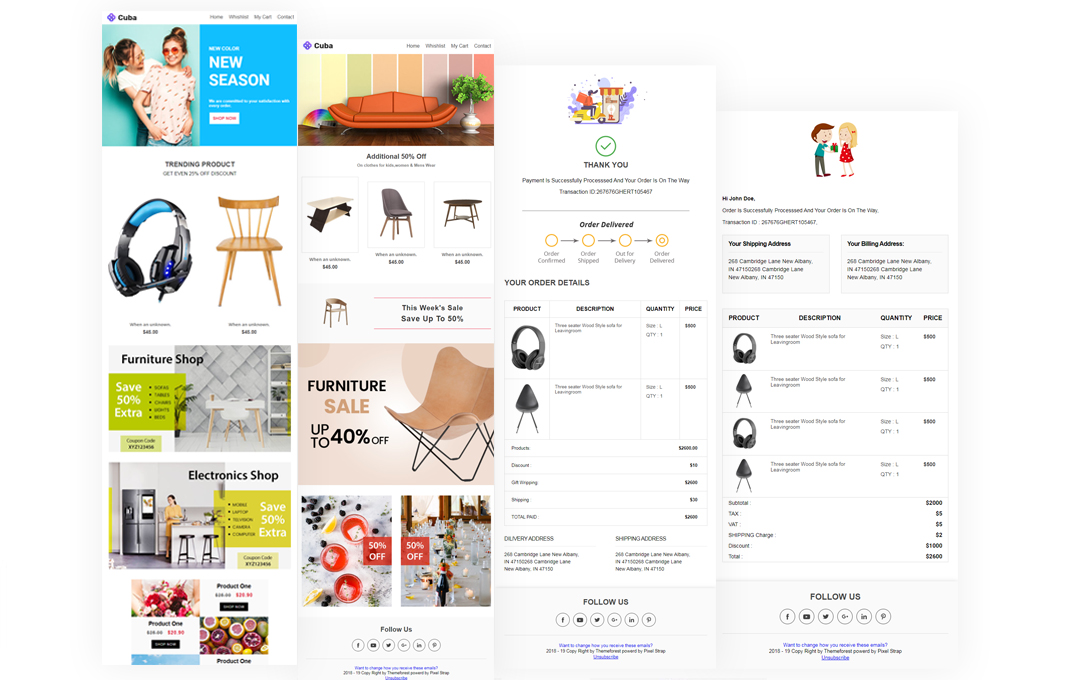 Cuba
Home Whishlist My Cart Contact
NEW COLOR
NEW
SEASON
We are committed to your satisfaction with
every order.
SHOP NOW
TRENDING PRODUCT
GET EVEN 25% OFF DISCOUNT
When an unknown. When an unknown.
$45.00 $45.00
Furniture Shop
Save
50%
Extra
SOFAS
TABLES
CHAIRS
LIGHTS
BEDS
Coupon Code
XYZ123456
Electronics Shop
MOBILE
LAPTOP
TELIVISION
CAMERA
COMPUTER
Save
50%
Extra
Coupon Code
XYZ123456
Product One
$28.90
SHOP NOW
Product One
$28.90
SHOP NOW
Product One
Cuba
Home Whishlist My Cart Contact
Additional 50% Off
On clothes for kids,women & Mens Wear
When an unknown. When an unknown. When an unknown.
$45.00 $45.00 $45.00
This Week's Sale
Save Up To 50%
FURNITURE
SALE
UP
TO 40% OFF
50%
OFF
50%
OFF
Follow Us
Want to change how you receive these emails?
2018 - 19 Copy Right by Themeforest powerd by Pixel Strap
Unsubscribe
THANK YOU
Payment Is Successfully Processsed And Your Order Is On The Way
Transaction ID:267676GHERT105467
Order Delivered
Order Order Out for Order
Confirmed Shipped Delivery Delivered
YOUR ORDER DETAILS
PRODUCT DESCRIPTION QUANTITY PRICE
Three seater Wood Style sofa for Size : L $500
Leavingroom QTY : 1
Three seater Wood Style sofa for Size : L $500
Leavingroom QTY : 1
Products: $2600.00
Discount : $10
Gift Wripping: $2600
Shipping : $30
TOTAL PAID : $2600
DILIVERY ADDRESS SHIPPING ADDRESS
268 Cambridge Lane New Albany, 268 Cambridge Lane New Albany,
IN 47150268 Cambridge Lane IN 47150268 Cambridge Lane
New Albany, IN 47150 New Albany, IN 47150
FOLLOW US
Want to change how you receive these emails?
2018 - 19 Copy Right by Themeforest powerd by Pixel Strap
Unsubscribe
Hi John Doe,
Order Is Successfully Processsed And Your Order Is On The Way,
Transaction ID : 267676GHERT105467,
Your Shipping Address Your Billing Address:
268 Cambridge Lane New Albany, 268 Cambridge Lane New Albany,
IN 47150268 Cambridge Lane IN 47150268 Cambridge Lane
New Albany, IN 47150 New Albany, IN 47150
PRODUCT DESCRIPTION QUANTITY PRICE
Three seater Wood Style sofa for Size : L $500
Leavingroom QTY : 1
Three seater Wood Style sofa for Size : L $500
Leavingroom QTY : 1
Three seater Wood Style sofa for Size : L $500
Leavingroom QTY : 1
Three seater Wood Style sofa for Size : L $500
Leavingroom QTY : 1
Subtotal : $2000
TAX : $5
VAT : $5
SHIPPING Charge : $2
Discount : $1000
Total : $2600
FOLLOW US
Want to change how you receive these emails?
2018 - 19 Copy Right by Themeforest powerd by Pixel Strap
Unsubscribe